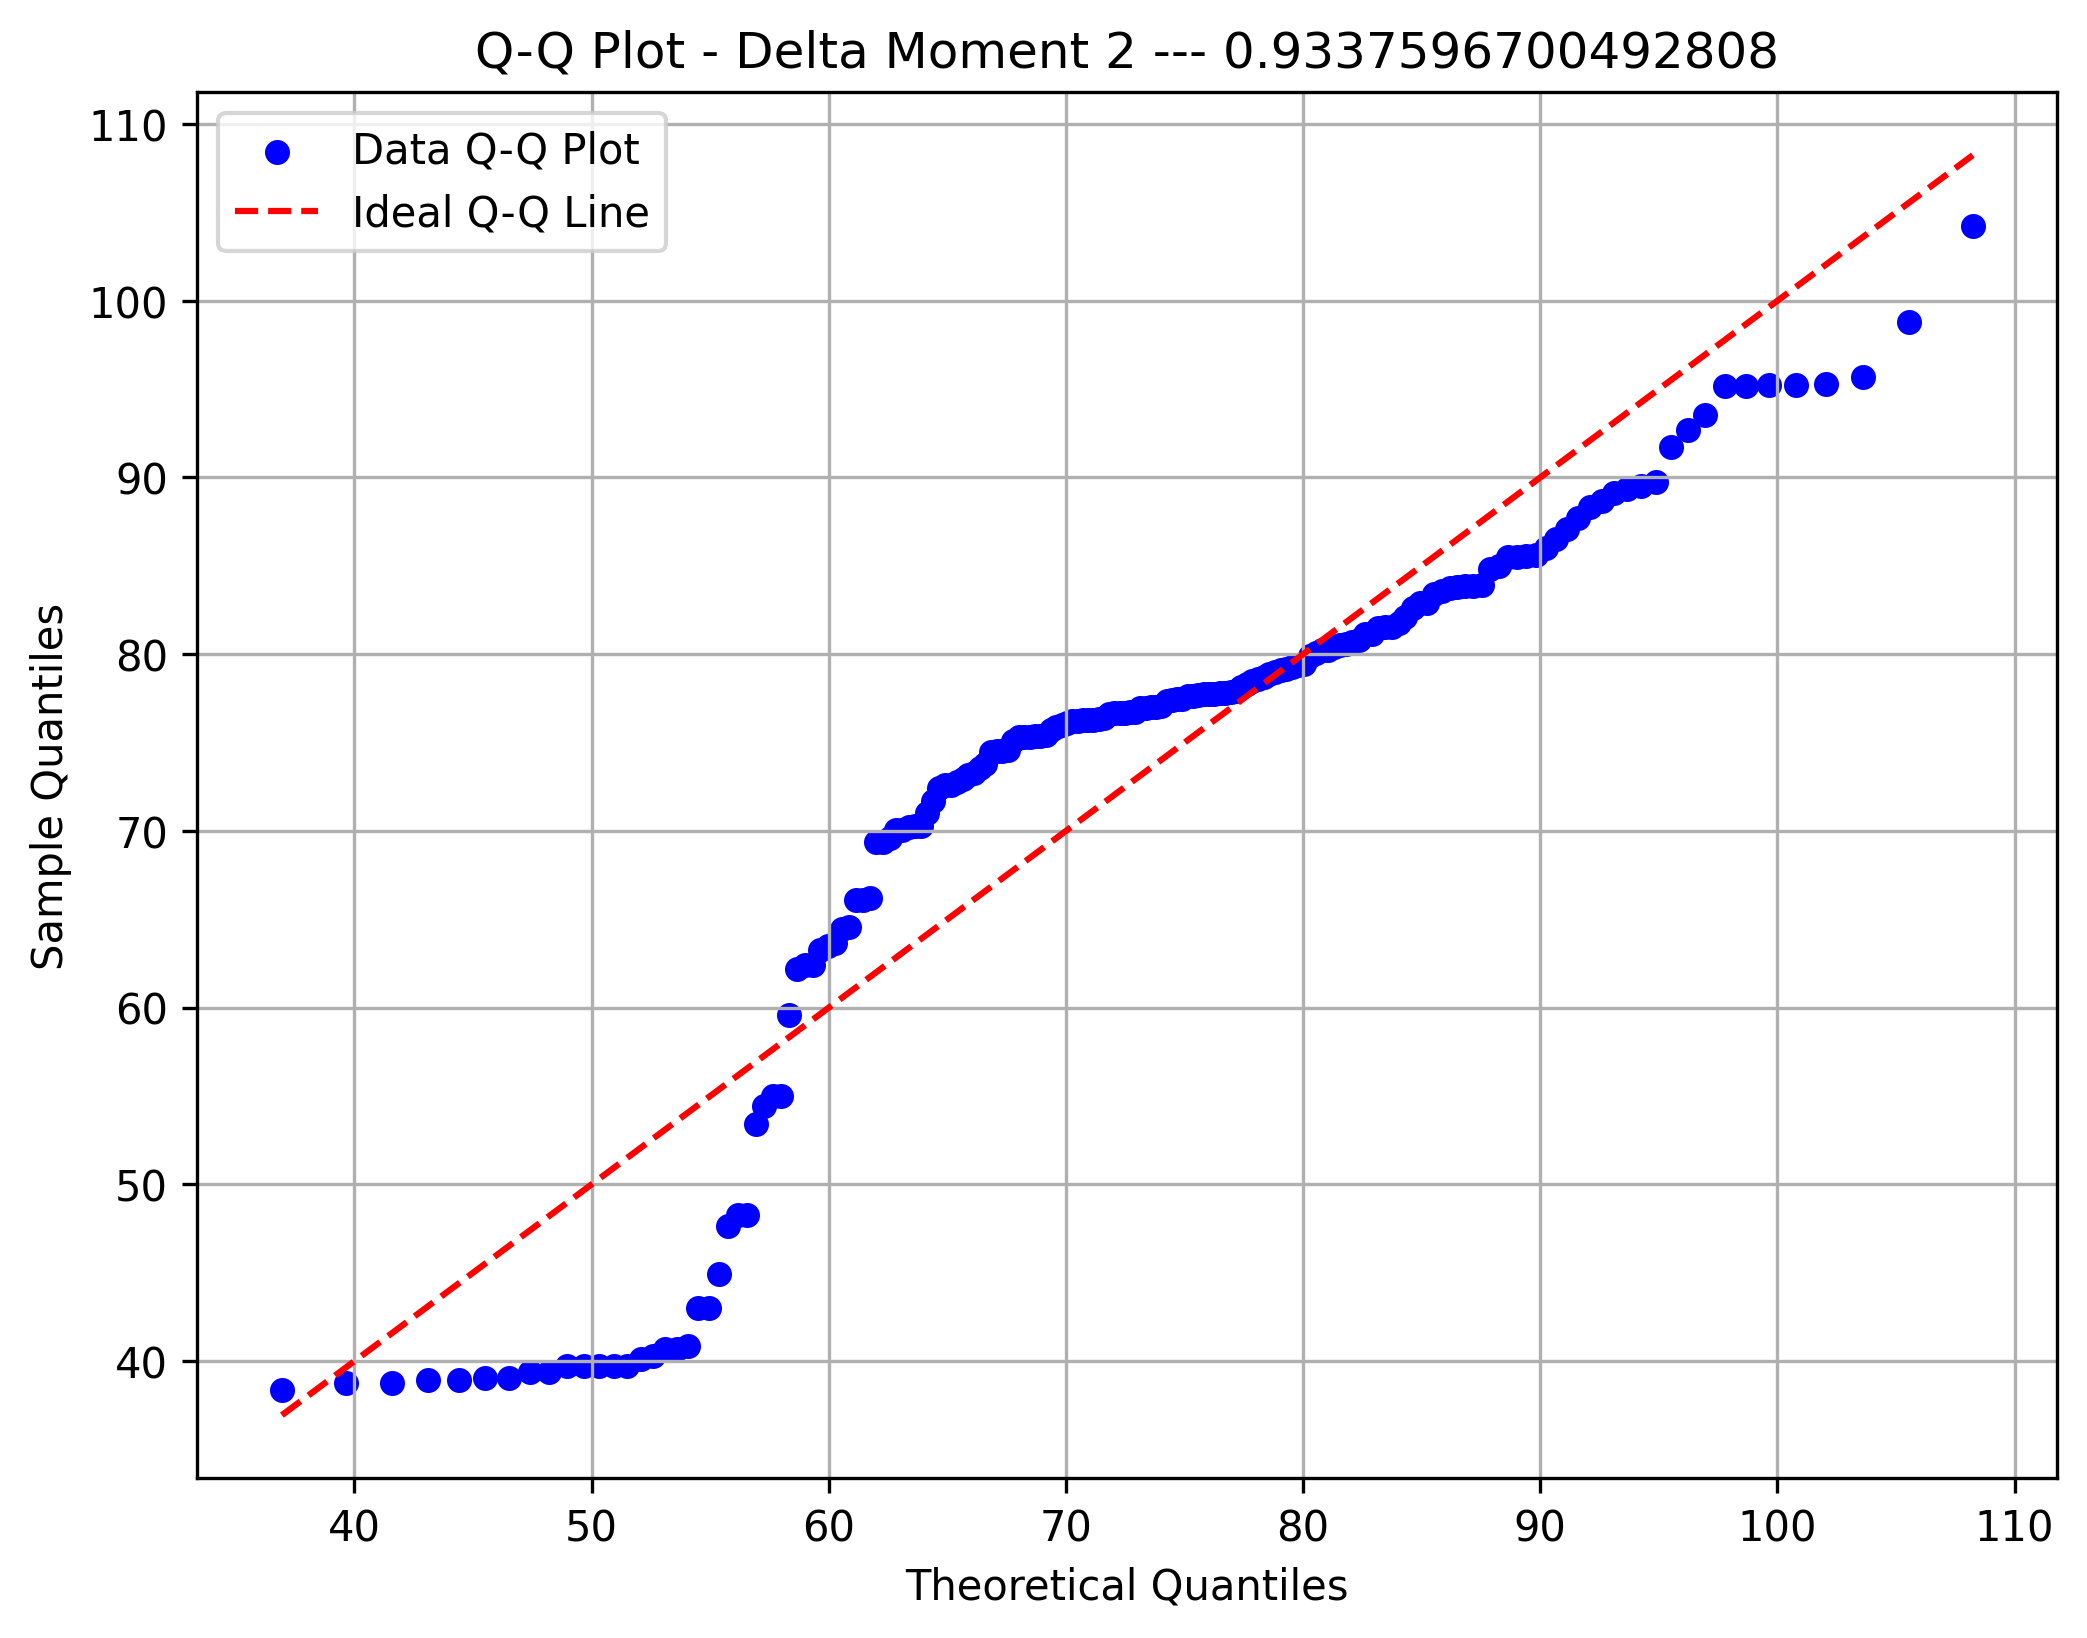 Q-Q Plot - Delta Moment 2 --- 0.9337596700492808
Data Q-Q Plot
Ideal Q-Q Line
110
100
90
80
70
60
50
40
Sample Quantiles
40 50 60 70 80 90 100 110
Theoretical Quantiles